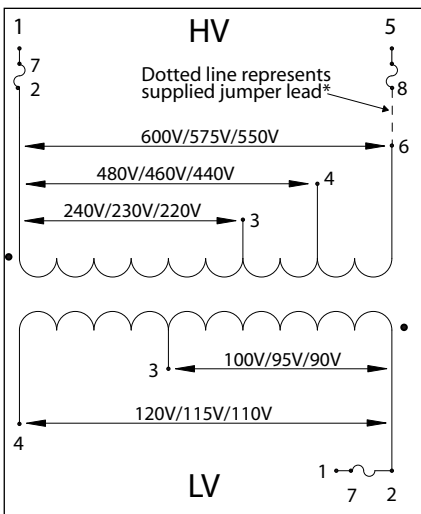 1 HV 5
7
2
Dotted line represents
supplied jumper lead*
8
600V/575V/550V
6
480V/460V/440V
4
240V/230V/220V
3
3
100V/95V/90V
120V/115V/110V
4
1
7 2
LV